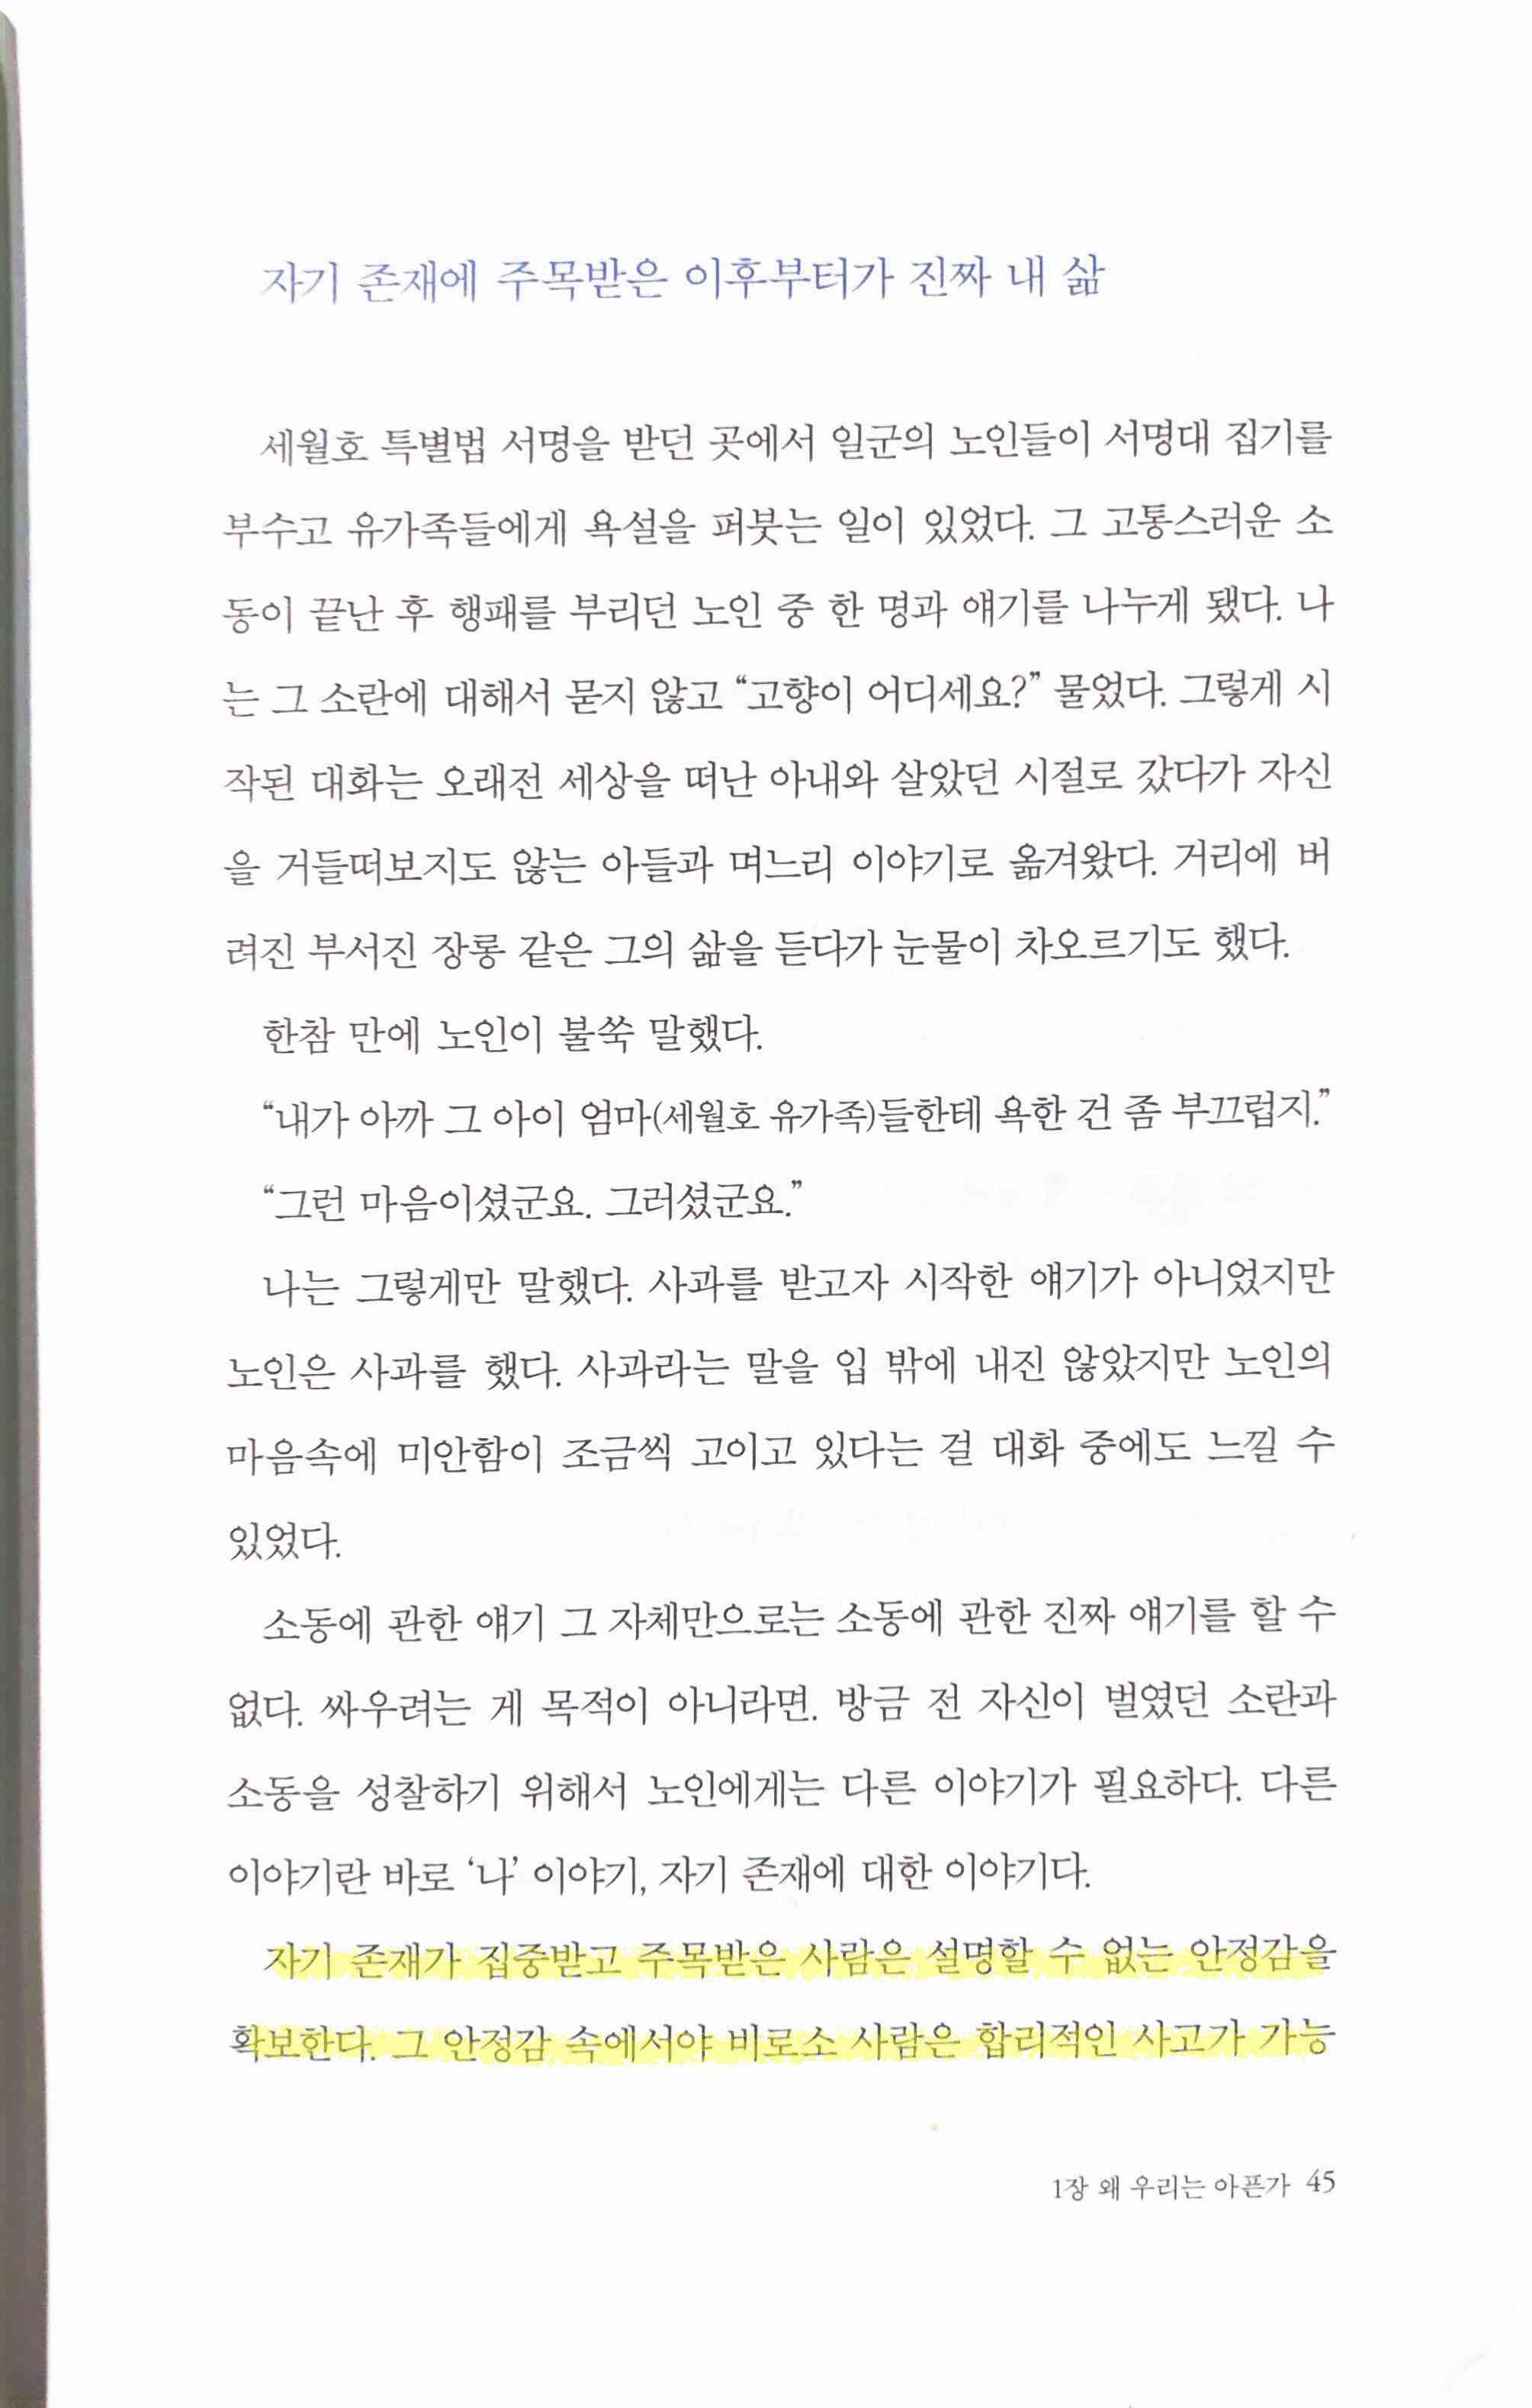 자기 존재에 주목받은 이후부터가 진짜 내 삶
세월호 특별법 서명을 받던 곳에서 일군의 노인들이 서명대 집기를
부수고 유가족들에게 욕설을 퍼붓는 일이 있었다. 그 고통스러운 소
동이 끝난 후 행패를 부리던 노인 중 한 명과 얘기를 나누게 됐다. 나
는 그 소란에 대해서 묻지 않고 “고향이 어디세요?” 물었다. 그렇게 시
작된 대화는 오래전 세상을 떠난 아내와 살았던 시절로 갔다가 자신
을 거들떠보지도 않는 아들과 며느리 이야기로 옮겨왔다. 거리에 버
려진 부서진 장롱 같은 그의 삶을 듣다가 눈물이 차오르기도 했다.
한참 만에 노인이 불쑥 말했다.
“내가 아까 그 아이 엄마(세월호 유가족)들한테 욕한 건 좀 부끄럽지.”
“그런 마음이셨군요. 그러셨군요.”
나는 그렇게만 말했다. 사과를 받고자 시작한 얘기가 아니었지만
노인은 사과를 했다. 사과라는 말을 입 밖에 내진 않았지만 노인의
마음속에 미안함이 조금씩 고이고 있다는 걸 대화 중에도 느낄 수
있었다.
소동에 관한 얘기 그 자체만으로는 소동에 관한 진짜 얘기를 할 수
없다. 싸우려는 게 목적이 아니라면. 방금 전 자신이 벌였던 소란과
소동을 성찰하기 위해서 노인에게는 다른 이야기가 필요하다. 다른
이야기란 바로 ‘나’ 이야기, 자기 존재에 대한 이야기다.
자기 존재가 집중받고 주목받은 사람은 설명할 수 없는 안정감을
확보한다. 그 안정감 속에서야 비로소 사람은 합리적인 사고가 가능
1장 왜 우리는 아픈가 45